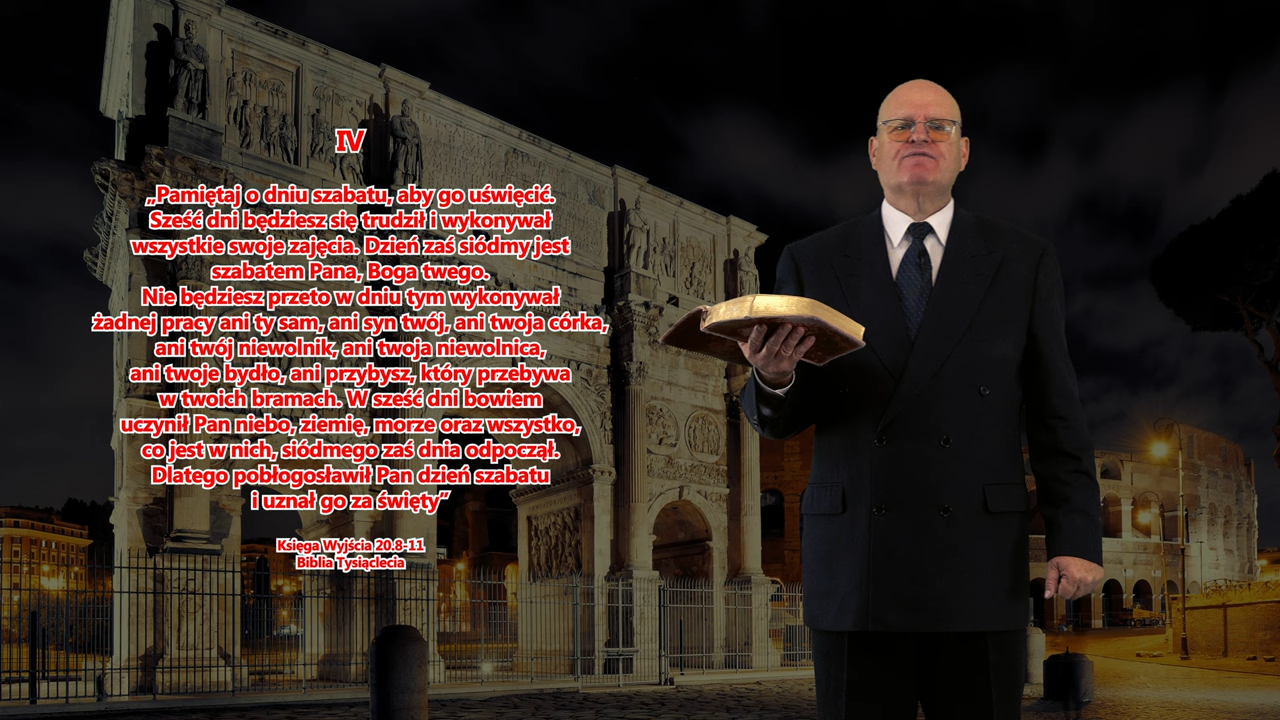 IV
„Pamiętaj o dniu szabatu, aby go uświęcić.
Sześć dni będziesz się trudził i wykonywał
wszystkie swoje zajęcia. Dzień zaś siódmy jest
szabatem Pana, Boga twego.
Nie będziesz przeto w dniu tym wykonywał
żadnej pracy ani ty sam, ani syn twój, ani twoja córka,
ani twój niewolnik, ani twoja niewolnica,
ani twoje bydło, ani przybysz, który przebywa
w twoich bramach. W sześć dni bowiem
uczynił Pan niebo, ziemię, morze oraz wszystko,
co jest w nich, siódmego zaś dnia odpoczął.
Dlatego pobłogosławił Pan dzień szabatu
i uznał go za święty”
Księga Wyjścia 20.8-11
Biblia Tysiąclecia